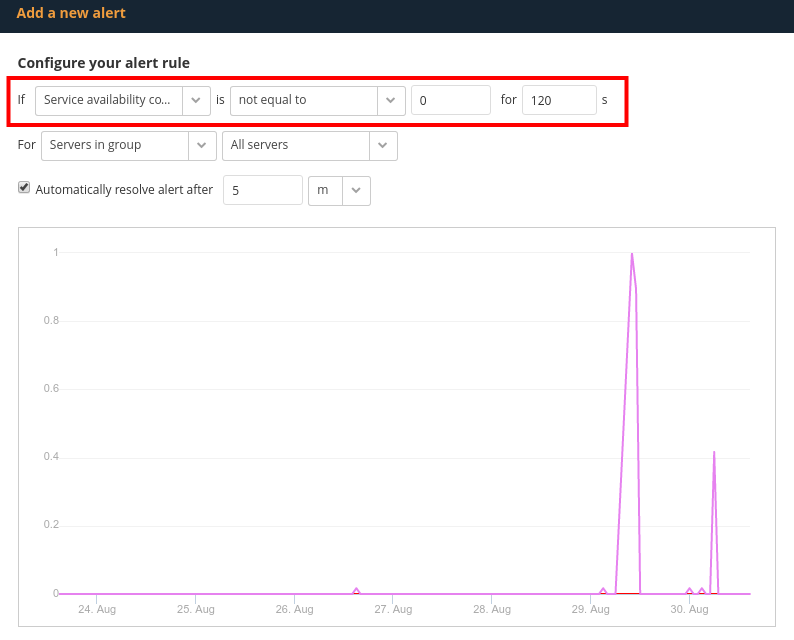 Add a new alert
Configure your alert rule
If Service availability co... is not equal to 0 for 120 s
For Servers in group All servers
Automatically resolve alert after 5 m
1
0.8
0.6
0.4
0.2
0
24. Aug 25. Aug 26. Aug 27. Aug 28. Aug 29. Aug 30. Aug